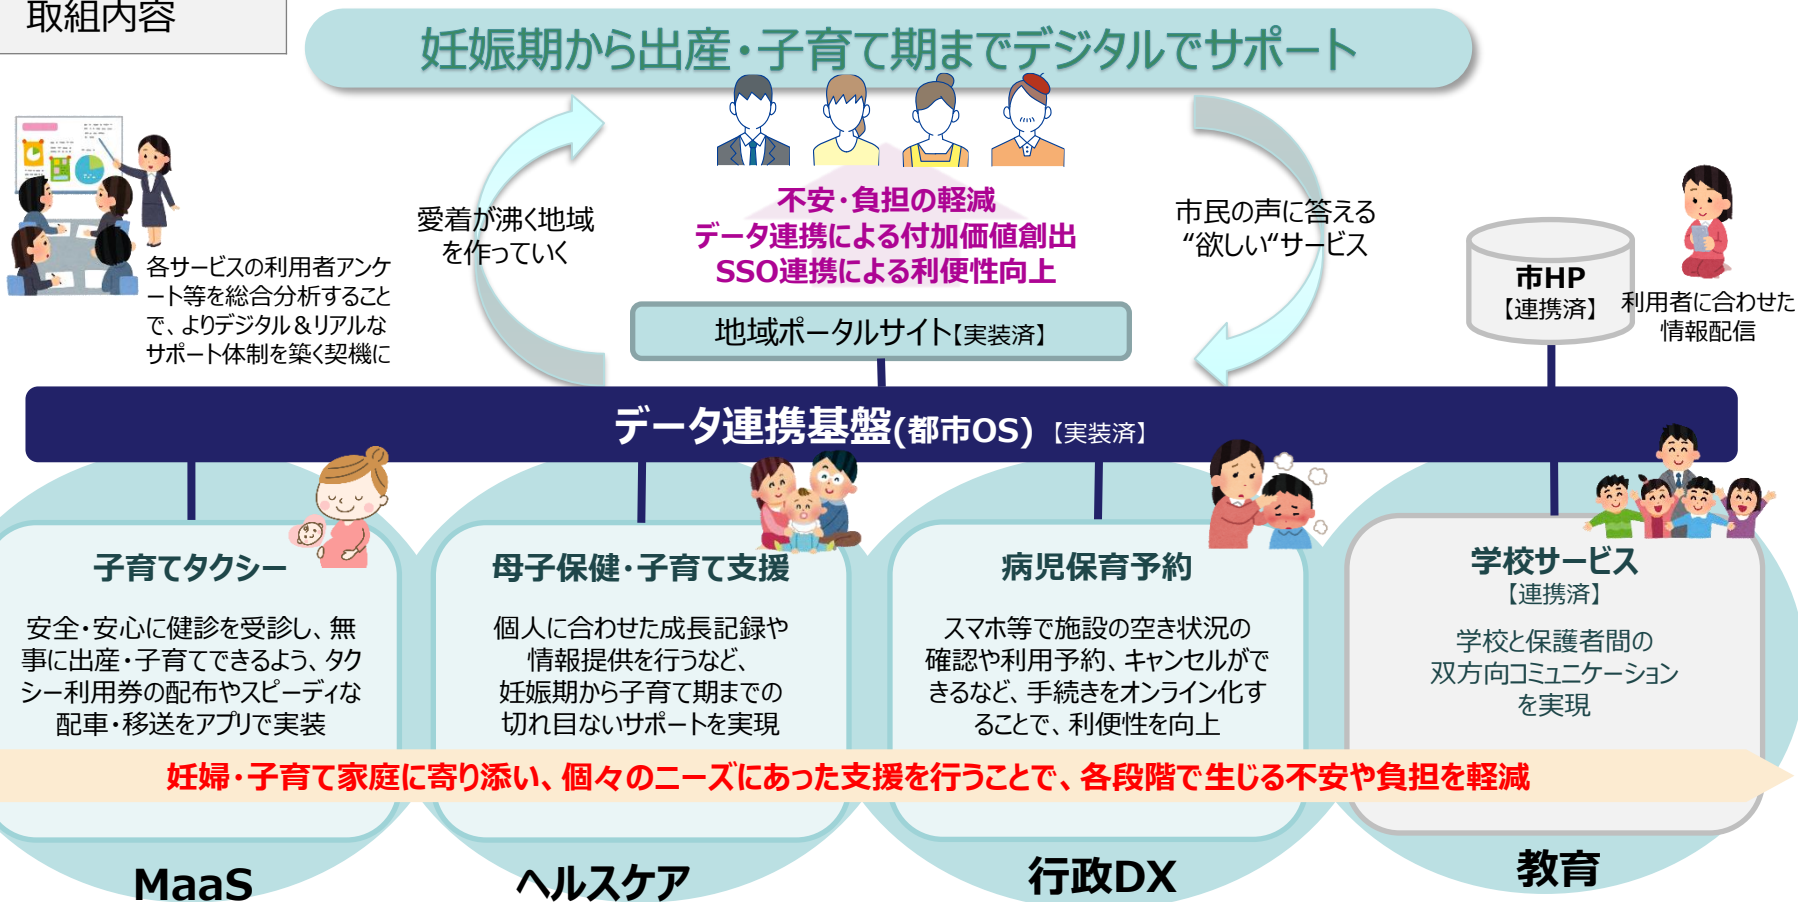 取組内容
妊娠期から出産・子育て期までデジタルでサポート
愛着が沸く地域
を作っていく
不安・負担の軽減
データ連携による付加価値創出
SSO連携による利便性向上
市民の声に答える
“欲しい“サービス
各サービスの利用者アンケ
ート等を総合分析すること
で、よりデジタル＆リアルな
サポート体制を築く契機に
地域ポータルサイト【実装済】
市HP
【連携済】
利用者に合わせた
情報配信
データ連携基盤(都市OS)【実装済】
子育てタクシー
安全・安心に健診を受診し、無
事に出産・子育てできるよう、タク
シー利用券の配布やスピーディな
配車・移送をアプリで実装
母子保健・子育て支援
個人に合わせた成長記録や
情報提供を行うなど、
妊娠期から子育て期までの
切れ目ないサポートを実現
病児保育予約
スマホ等で施設の空き状況の
確認や利用予約、キャンセルがで
きるなど、手続きをオンライン化す
ることで、利便性を向上
学校サービス
【連携済】
学校と保護者間の
双方向コミュニケーション
を実現
妊婦・子育て家庭に寄り添い、個々のニーズにあった支援を行うことで、各段階で生じる不安や負担を軽減
MaaS
ヘルスケア
行政DX
教育